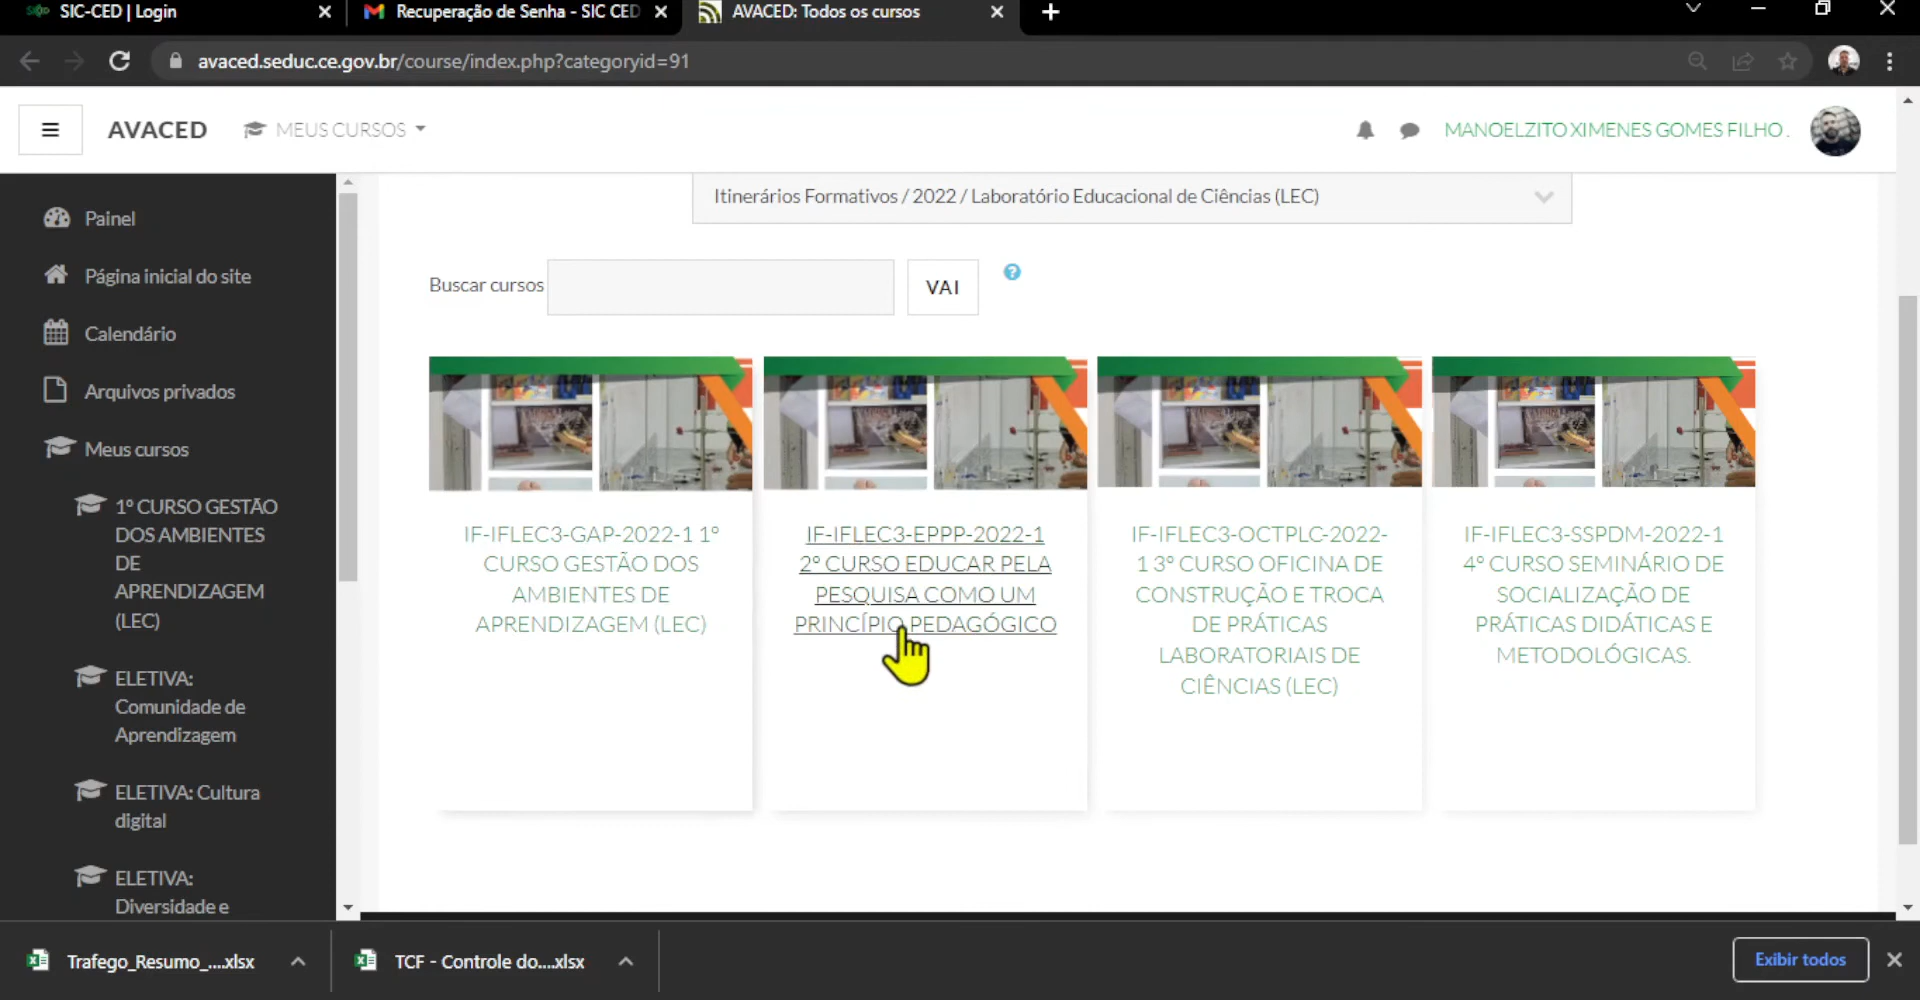 SIC-CED | Login
Recuperação de Senha - SIC CED
AVACED: Todos os cursos
avaced.seduc.ce.gov.br/course/index.php?categoryid=91
AVACED
MEUS CURSOS
MANOELZITO XIMENES GOMES FILHO .
Painel
Página inicial do site
Calendário
Arquivos privados
Meus cursos
1º CURSO GESTÃO
DOS AMBIENTES
DE
APRENDIZAGEM
(LEC)
ELETIVA:
Comunidade de
Aprendizagem
ELETIVA: Cultura
digital
ELETIVA:
Diversidade e
Itinerários Formativos / 2022 / Laboratório Educacional de Ciências (LEC)
Buscar cursos
VAI
IF-IFLEC3-GAP-2022-1 1º
CURSO GESTÃO DOS
AMBIENTES DE
APRENDIZAGEM (LEC)
IF-IFLEC3-EPPP-2022-1
2º CURSO EDUCAR PELA
PESQUISA COMO UM
PRINCÍPIO PEDAGÓGICO
IF-IFLEC3-OCTPLC-2022-
1 3º CURSO OFICINA DE
CONSTRUÇÃO E TROCA
DE PRÁTICAS
LABORATORIAIS DE
CIÊNCIAS (LEC)
IF-IFLEC3-SSPDM-2022-1
4º CURSO SEMINÁRIO DE
SOCIALIZAÇÃO DE
PRÁTICAS DIDÁTICAS E
METODOLÓGICAS.
Trafego_Resumo_....xlsx
TCF - Controle do....xlsx
Exibir todos